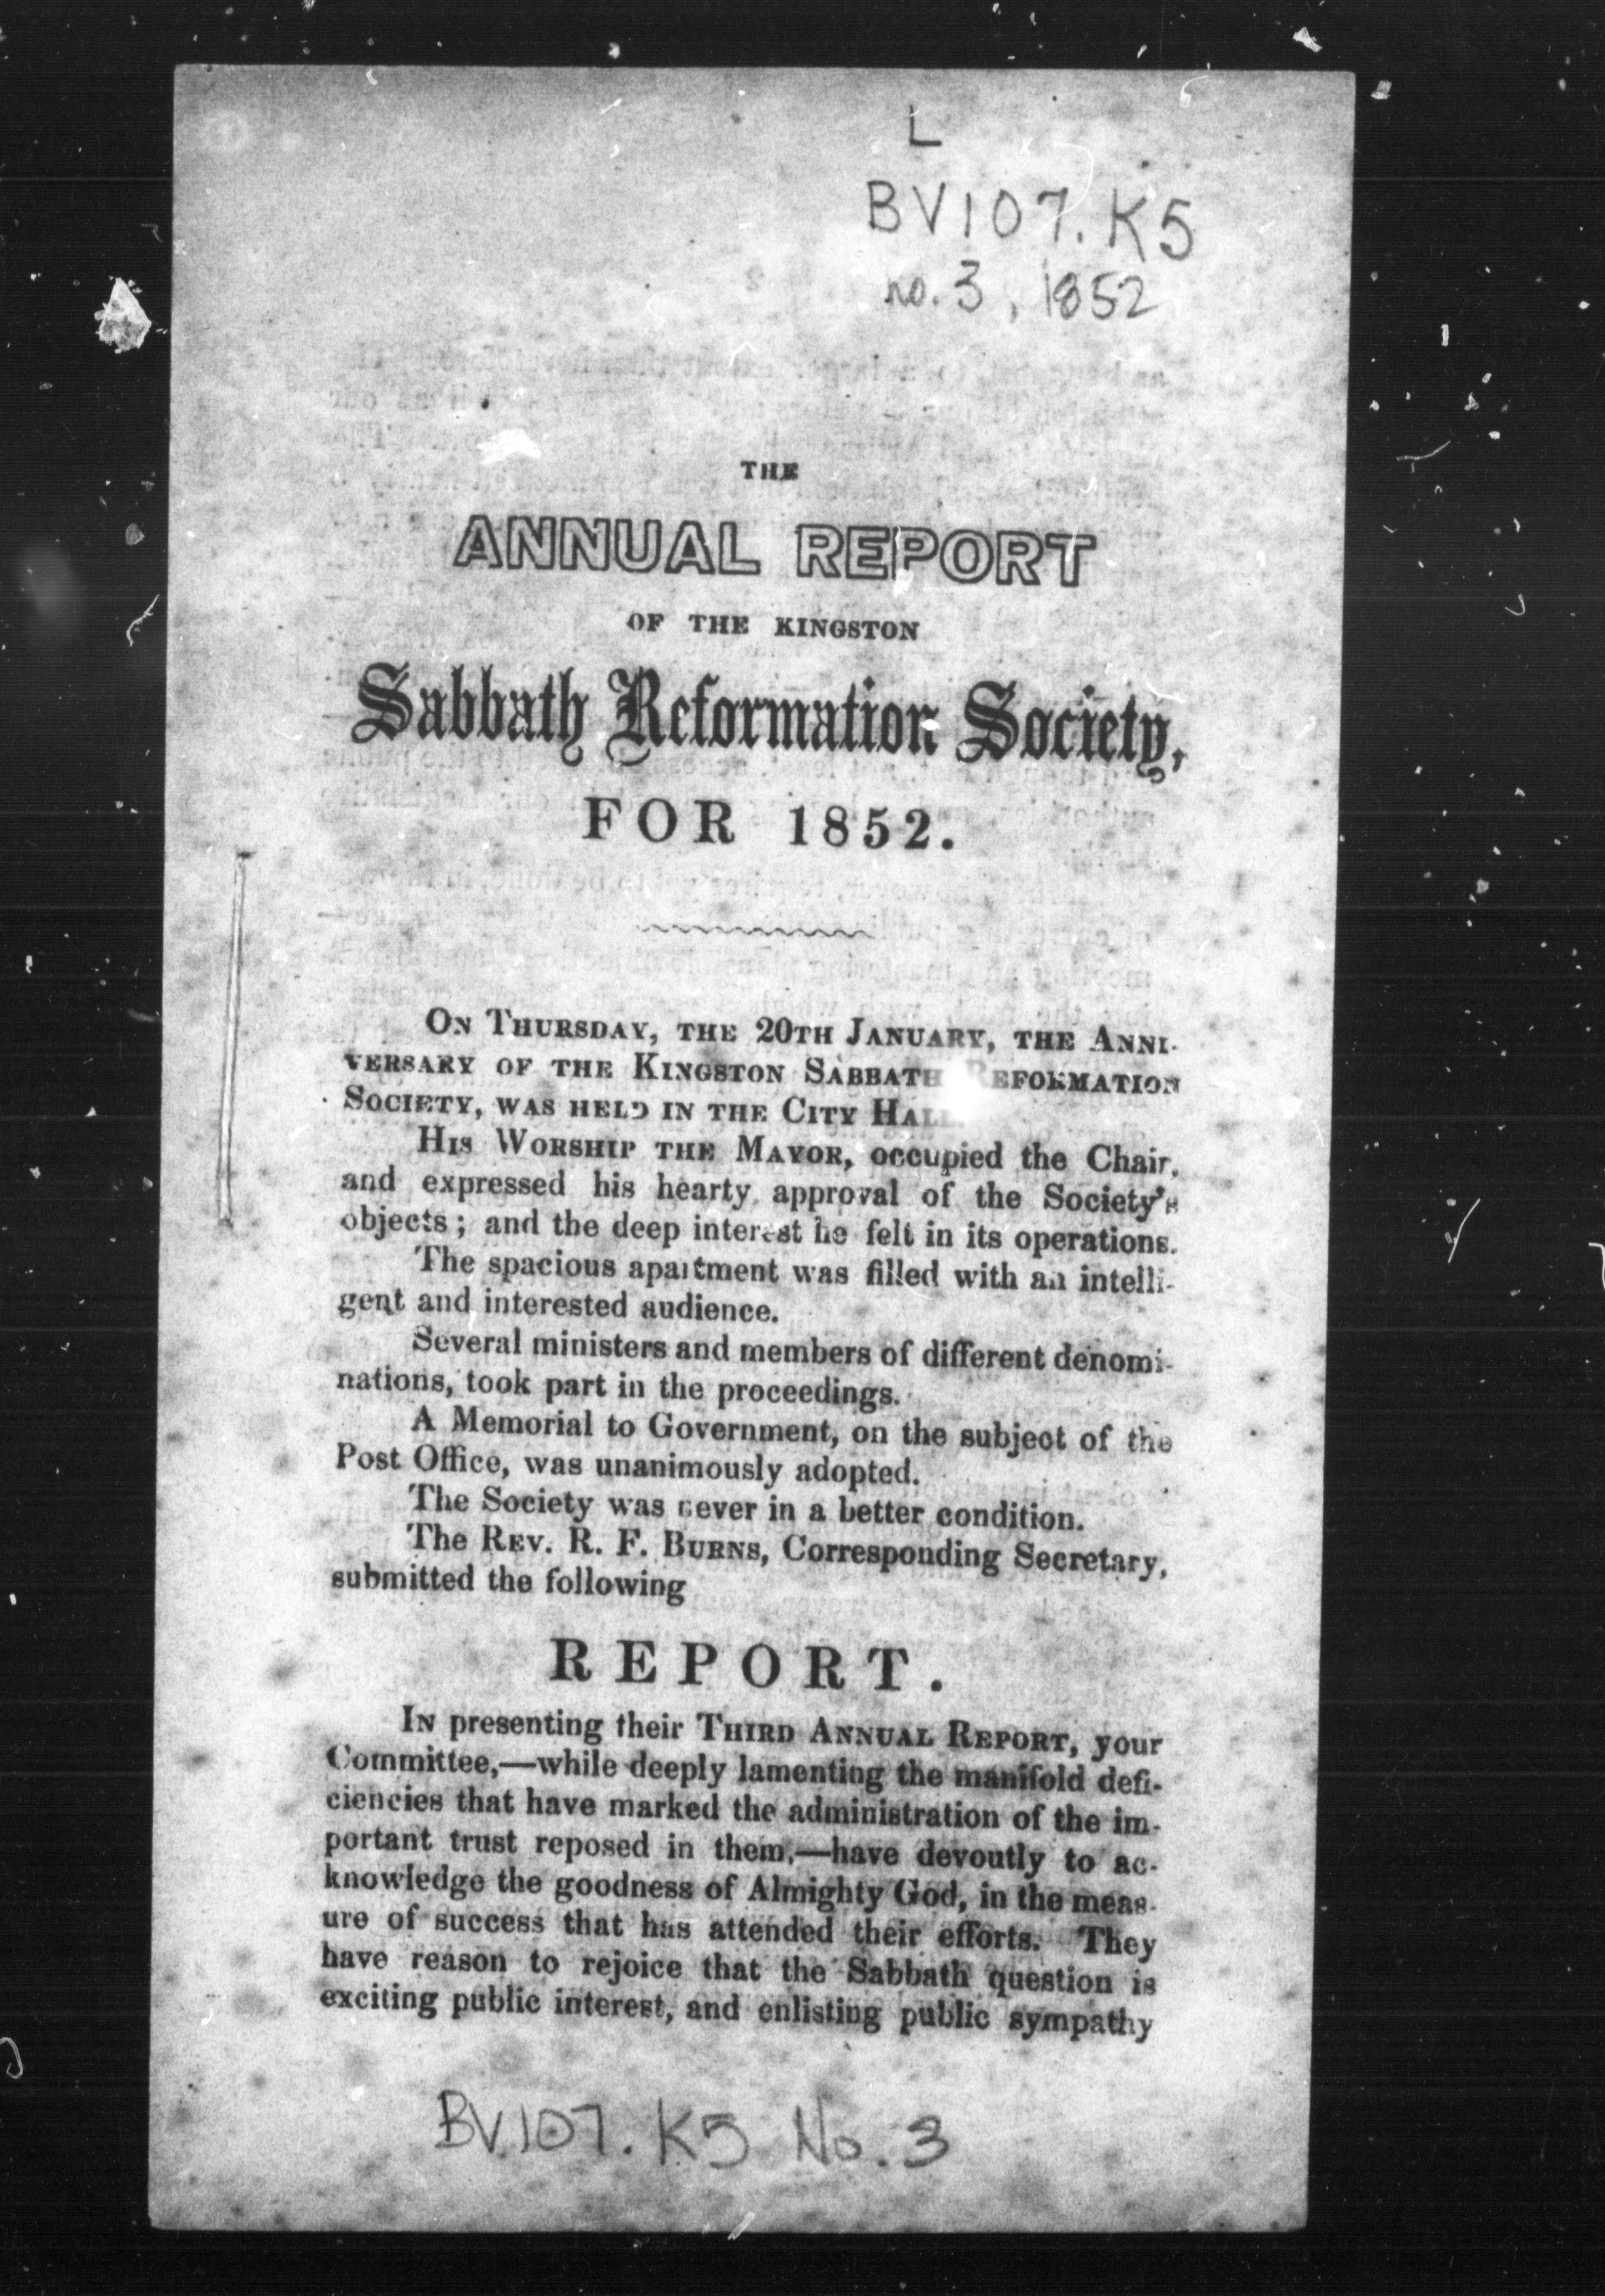 L
BV107.K5
no. 3, 1852
THE
ANNUAL REPORT
OF THE KINGSTON
Sabbath Reformation Society,
FOR 1852.
ON THURSDAY, THE 20TH JANUARY, THE ANNI-
VERSARY OF THE KINGSTON SABBATH REFORMATION
SOCIETY, WAS HELD IN THE CITY HALL
HIS WORSHIP THE MAYOR, occupied the Chair,
and expressed his hearty approval of the Society's
objects; and the deep interest he felt in its operations.
The spacious apartment was filled with an intelli-
gent and interested audience.
Several ministers and members of different denomi-
nations, took part in the proceedings.
A Memorial to Government, on the subject of the
Post Office, was unanimously adopted.
The Society was never in a better condition.
The REV. R. F. BURNS, Corresponding Secretary,
submitted the following
REPORT.
IN presenting their THIRD ANNUAL REPORT, your
Committee,—while deeply lamenting the manifold defi-
ciencies that have marked the administration of the im-
portant trust reposed in them,—have devoutly to ac-
knowledge the goodness of Almighty God, in the meas-
ure of success that has attended their efforts. They
have reason to rejoice that the Sabbath question is
exciting public interest, and enlisting public sympathy
BV107.K5 No.3